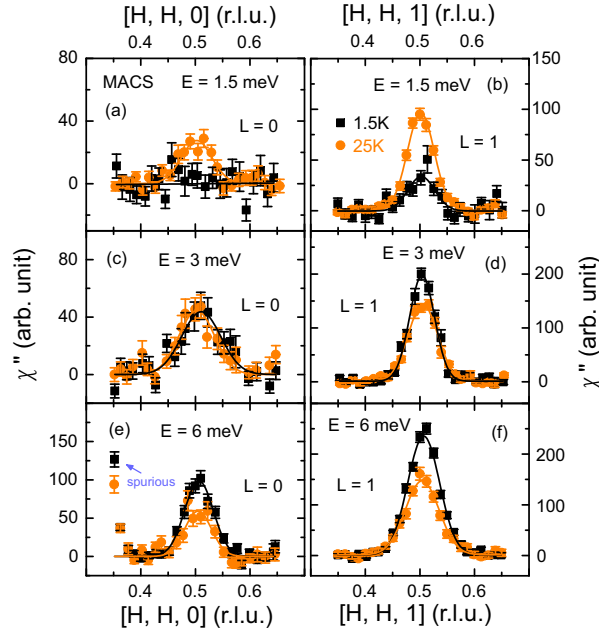 [H, H, 0] (r.l.u.) [H, H, 1] (r.l.u.)
0.4 0.5 0.6 0.4 0.5 0.6
MACS E = 1.5 meV
(a)
L = 0
80
40
0
E = 1.5 meV
(b)
1.5K
25K
L = 1
150
100
50
0
(c)
E = 3 meV
L = 0
80
40
0
E = 3 meV
(d)
L = 1
200
100
0
(e)
E = 6 meV
spurious
L = 0
150
125
100
75
50
25
0
E = 6 meV
(f)
L = 1
300
200
100
0
χ" (arb. unit)
χ" (arb. unit)
0.4 0.5 0.6 0.4 0.5 0.6
[H, H, 0] (r.l.u.) [H, H, 1] (r.l.u.)